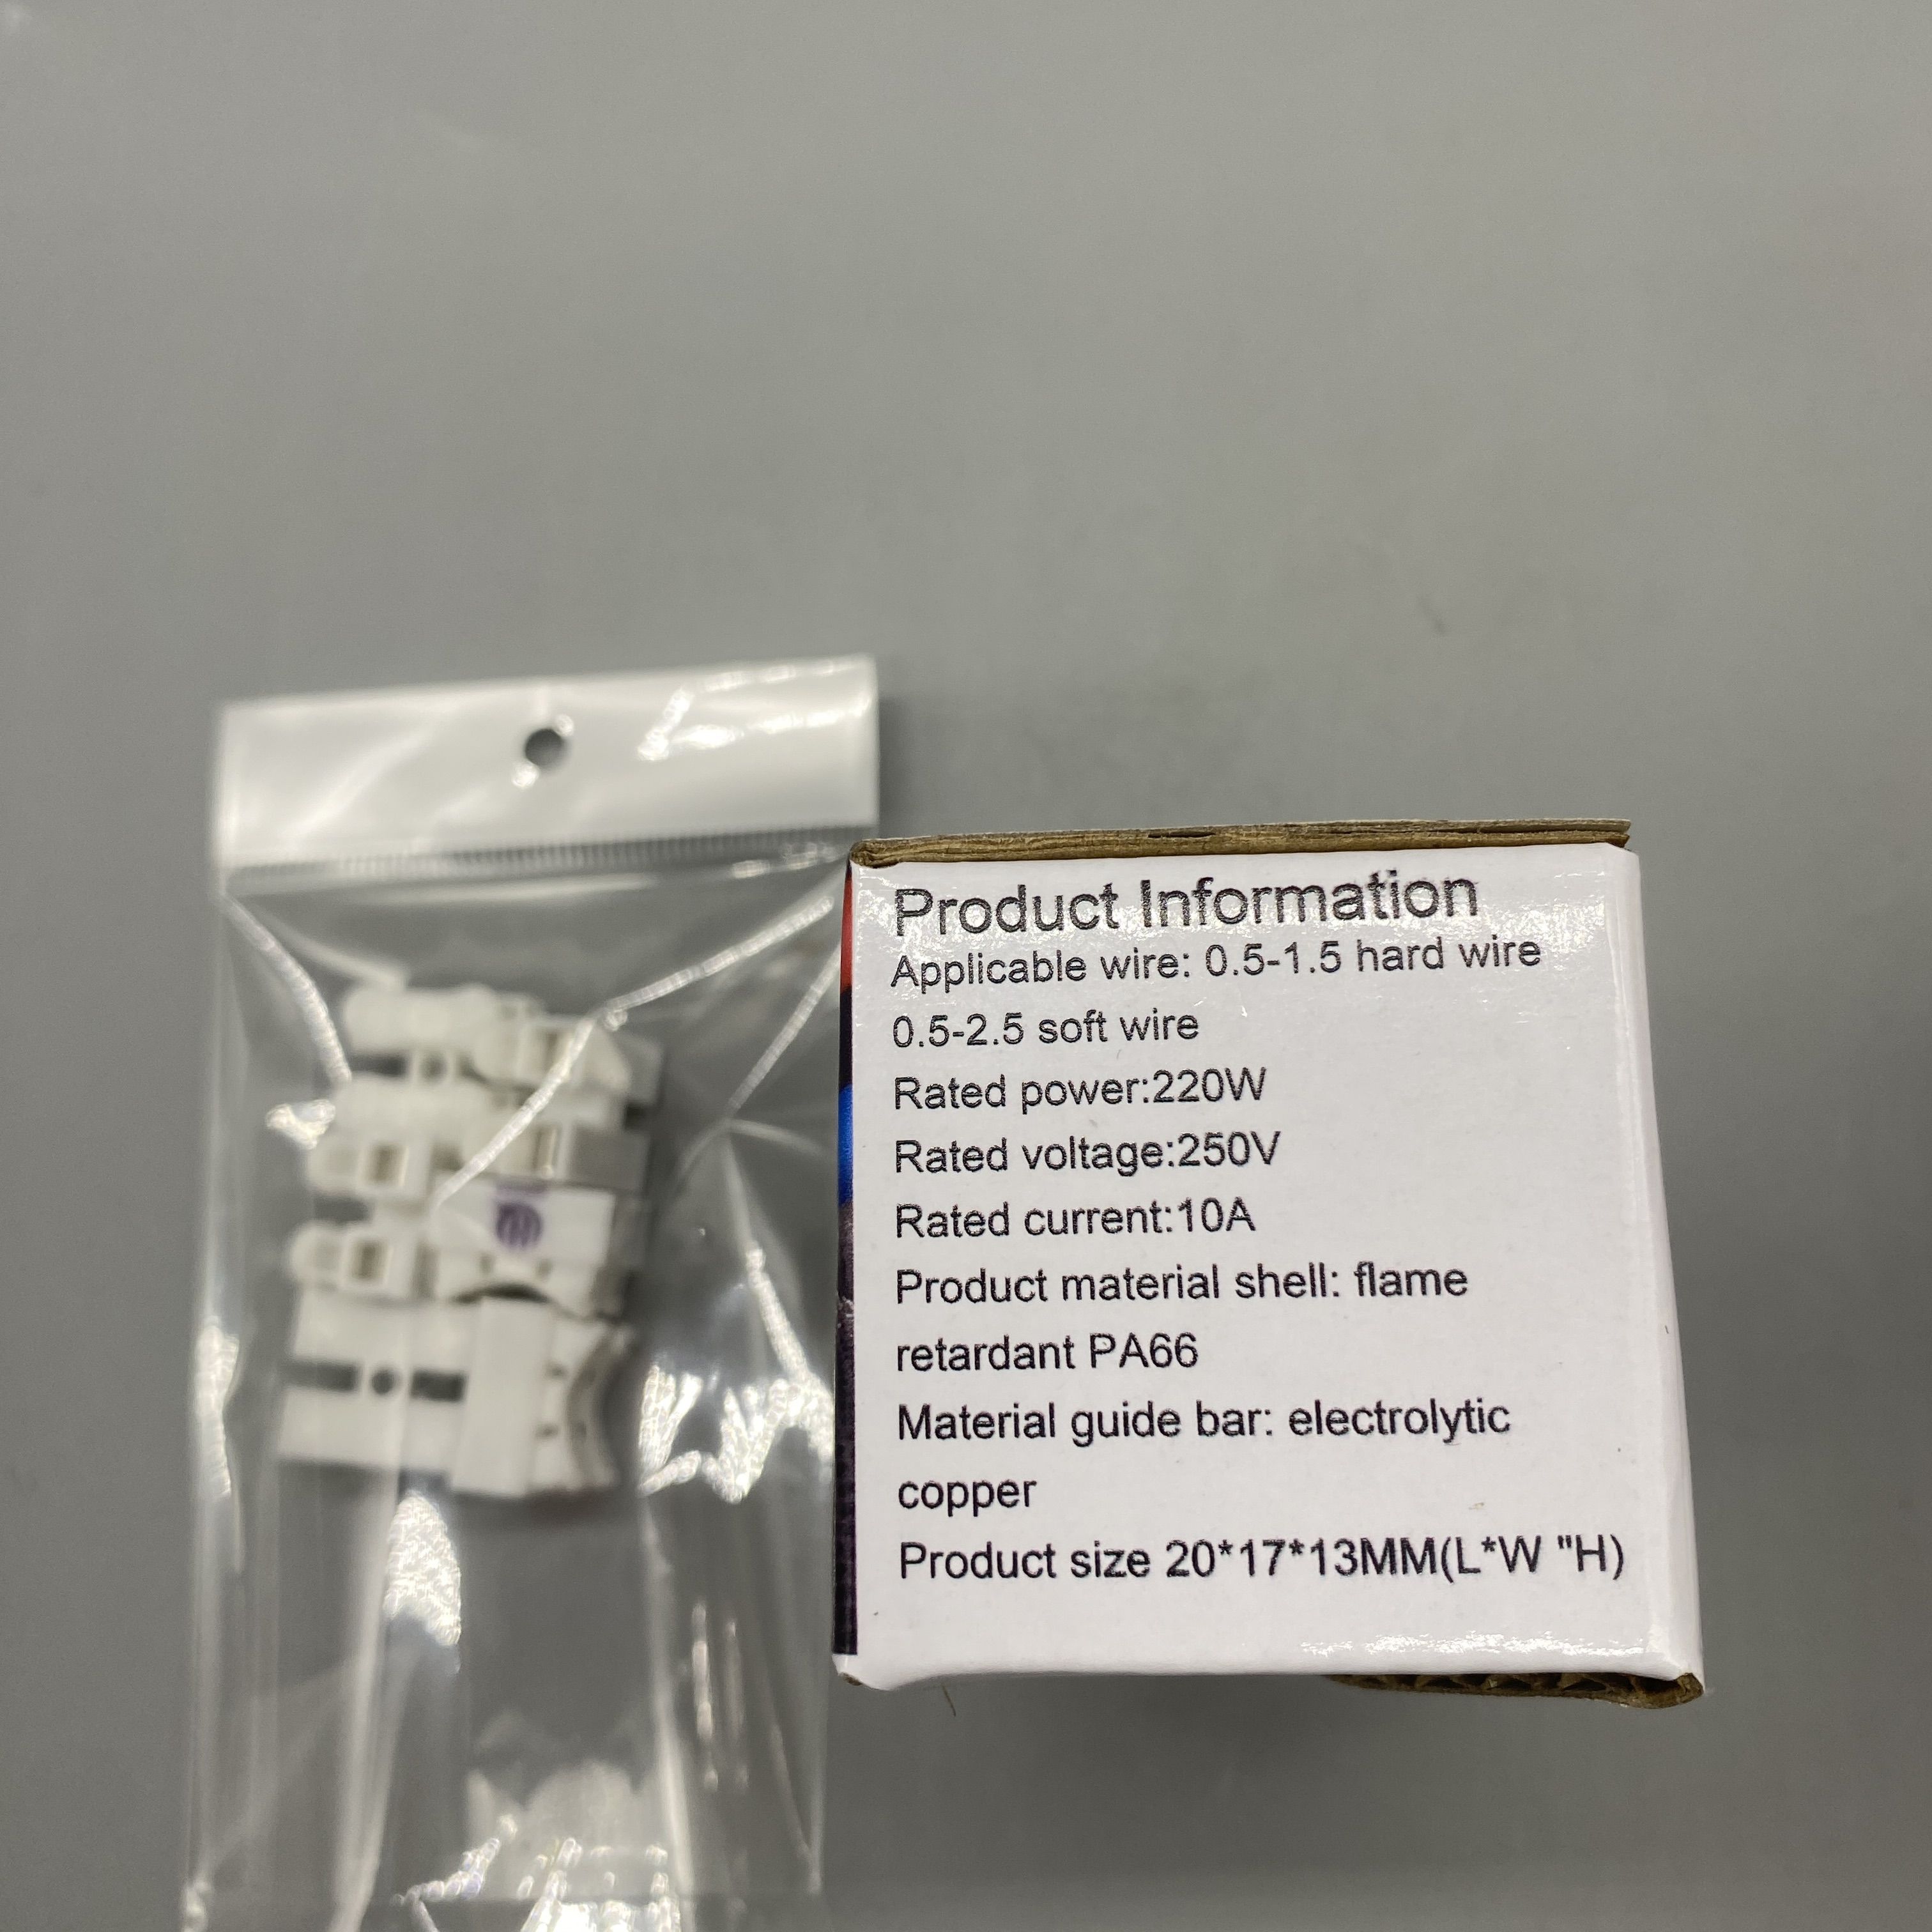 Product Information
Applicable wire: 0.5-1.5 hard wire
0.5-2.5 soft wire
Rated power:220W
Rated voltage:250V
Rated current:10A
Product material shell: flame
retardant PA66
Material guide bar: electrolytic
copper
Product size 20*17*13MM(L*W "H)